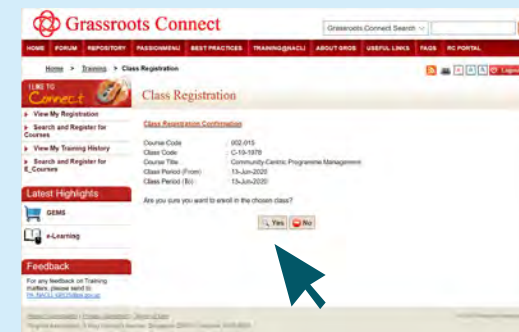 Grassroots Connect
Grassroots Connect Search
HOME FORUM REPOSITORY PASSIONMENU BEST PRACTICES TRAINING@NACLI ABOUT GROS USEFUL LINKS FAQS RC PORTAL
Home > Training > Class Registration
A A A Logout
I LIKE TO
Connect
View My Registration
Search and Register for
Courses
View My Training History
Search and Register for
E_Courses
Latest Highlights
GEMS
e-Learning
Feedback
For any feedback on Training
matters, please send to
Class Registration
Class Registration Confirmation
Course Code : 002-015
Class Code : C-19-1978
Course Title : Community-Centric Programme Management
Class Period (From) : 13-Jun-2020
Class Period (To) : 13-Jun-2020
Are you sure you want to enroll in the chosen class?
Yes No